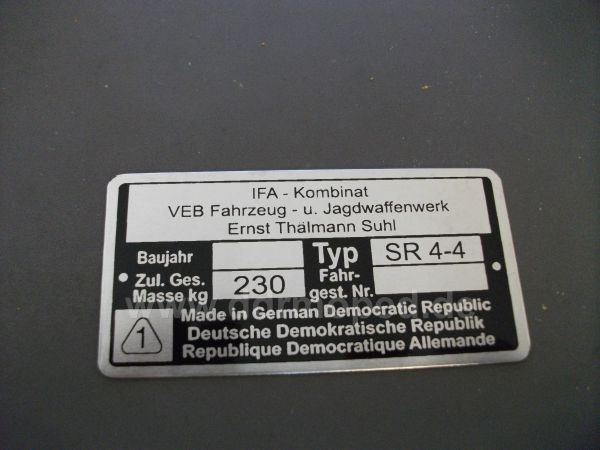 IFA - Kombinat
VEB Fahrzeug - u. Jagdwaffenwerk
Ernst Thälmann Suhl
Baujahr
Typ SR 4-4
Zul. Ges.
Masse kg 230
Fahr-
gest. Nr.
1
Made in German Democratic Republic
Deutsche Demokratische Republik
Republique Democratique Allemande